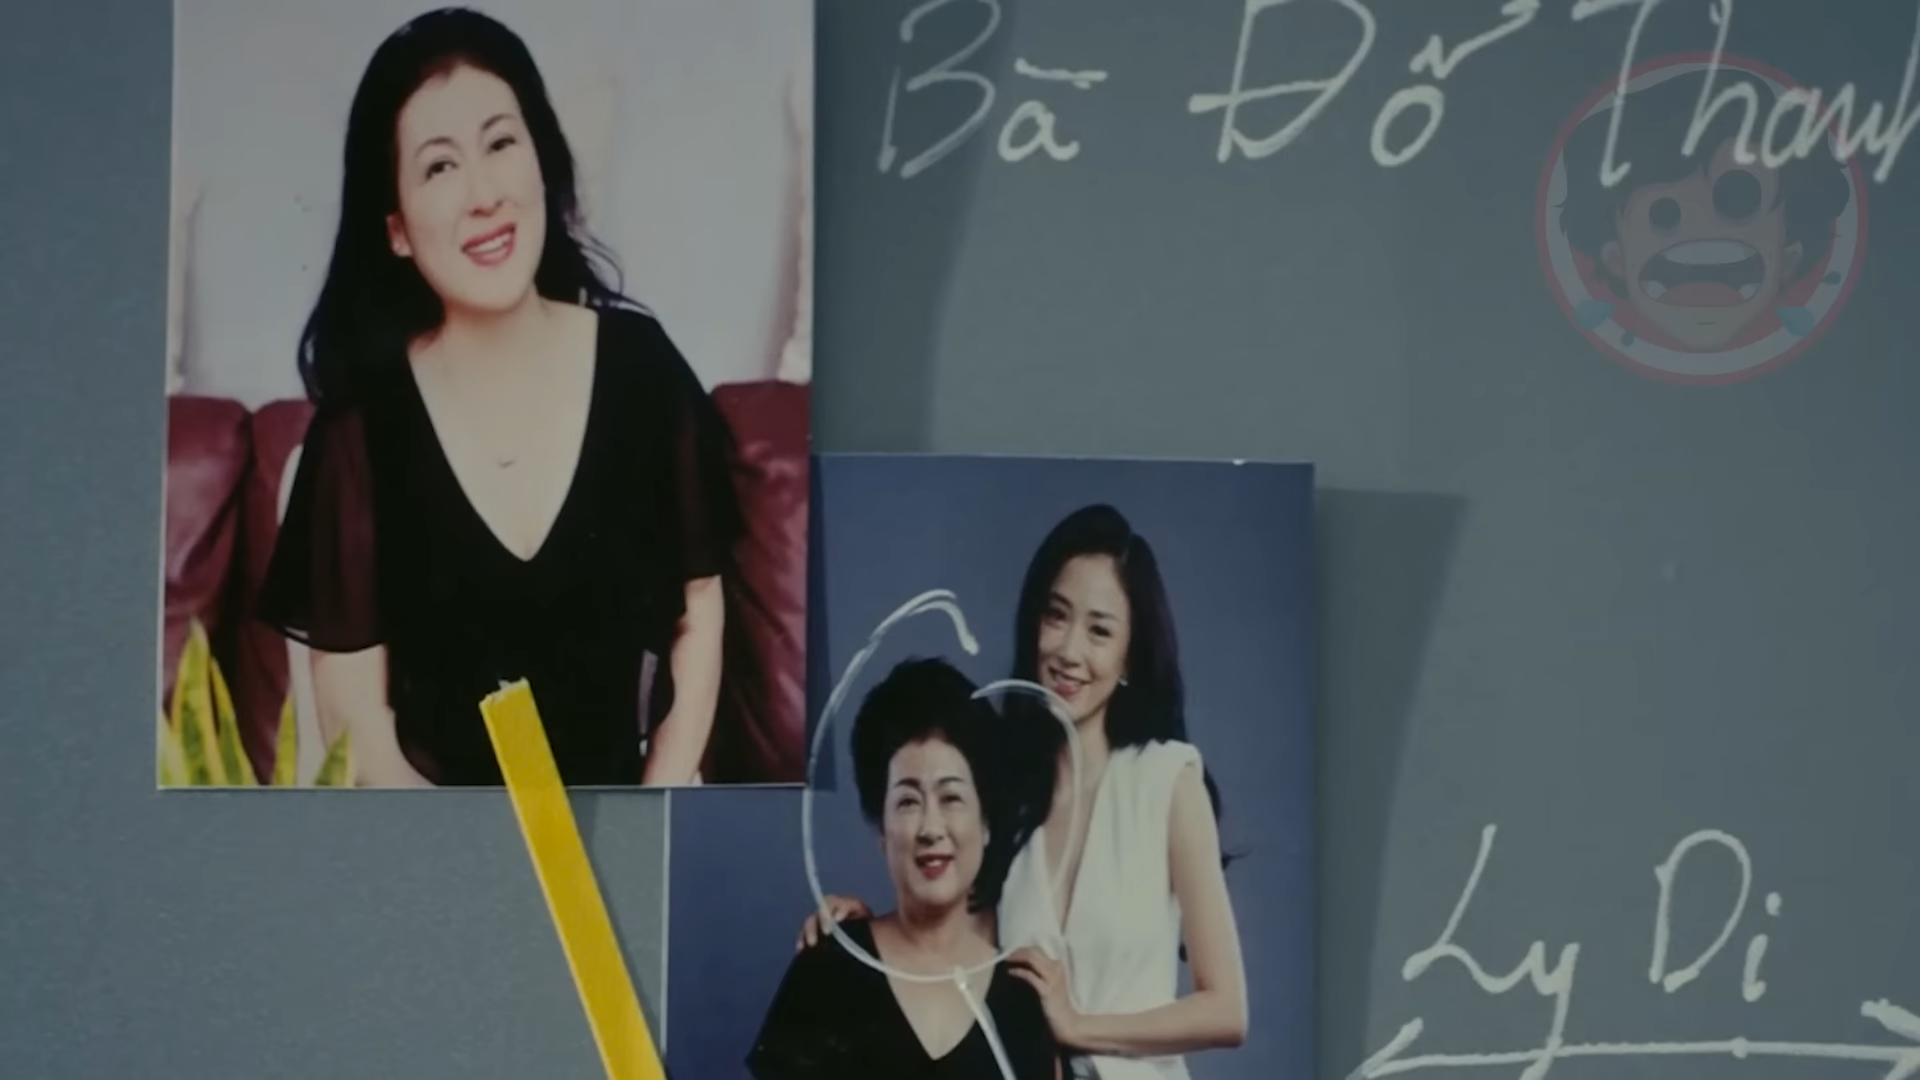 Bà Đỗ Thanh
Ly Di